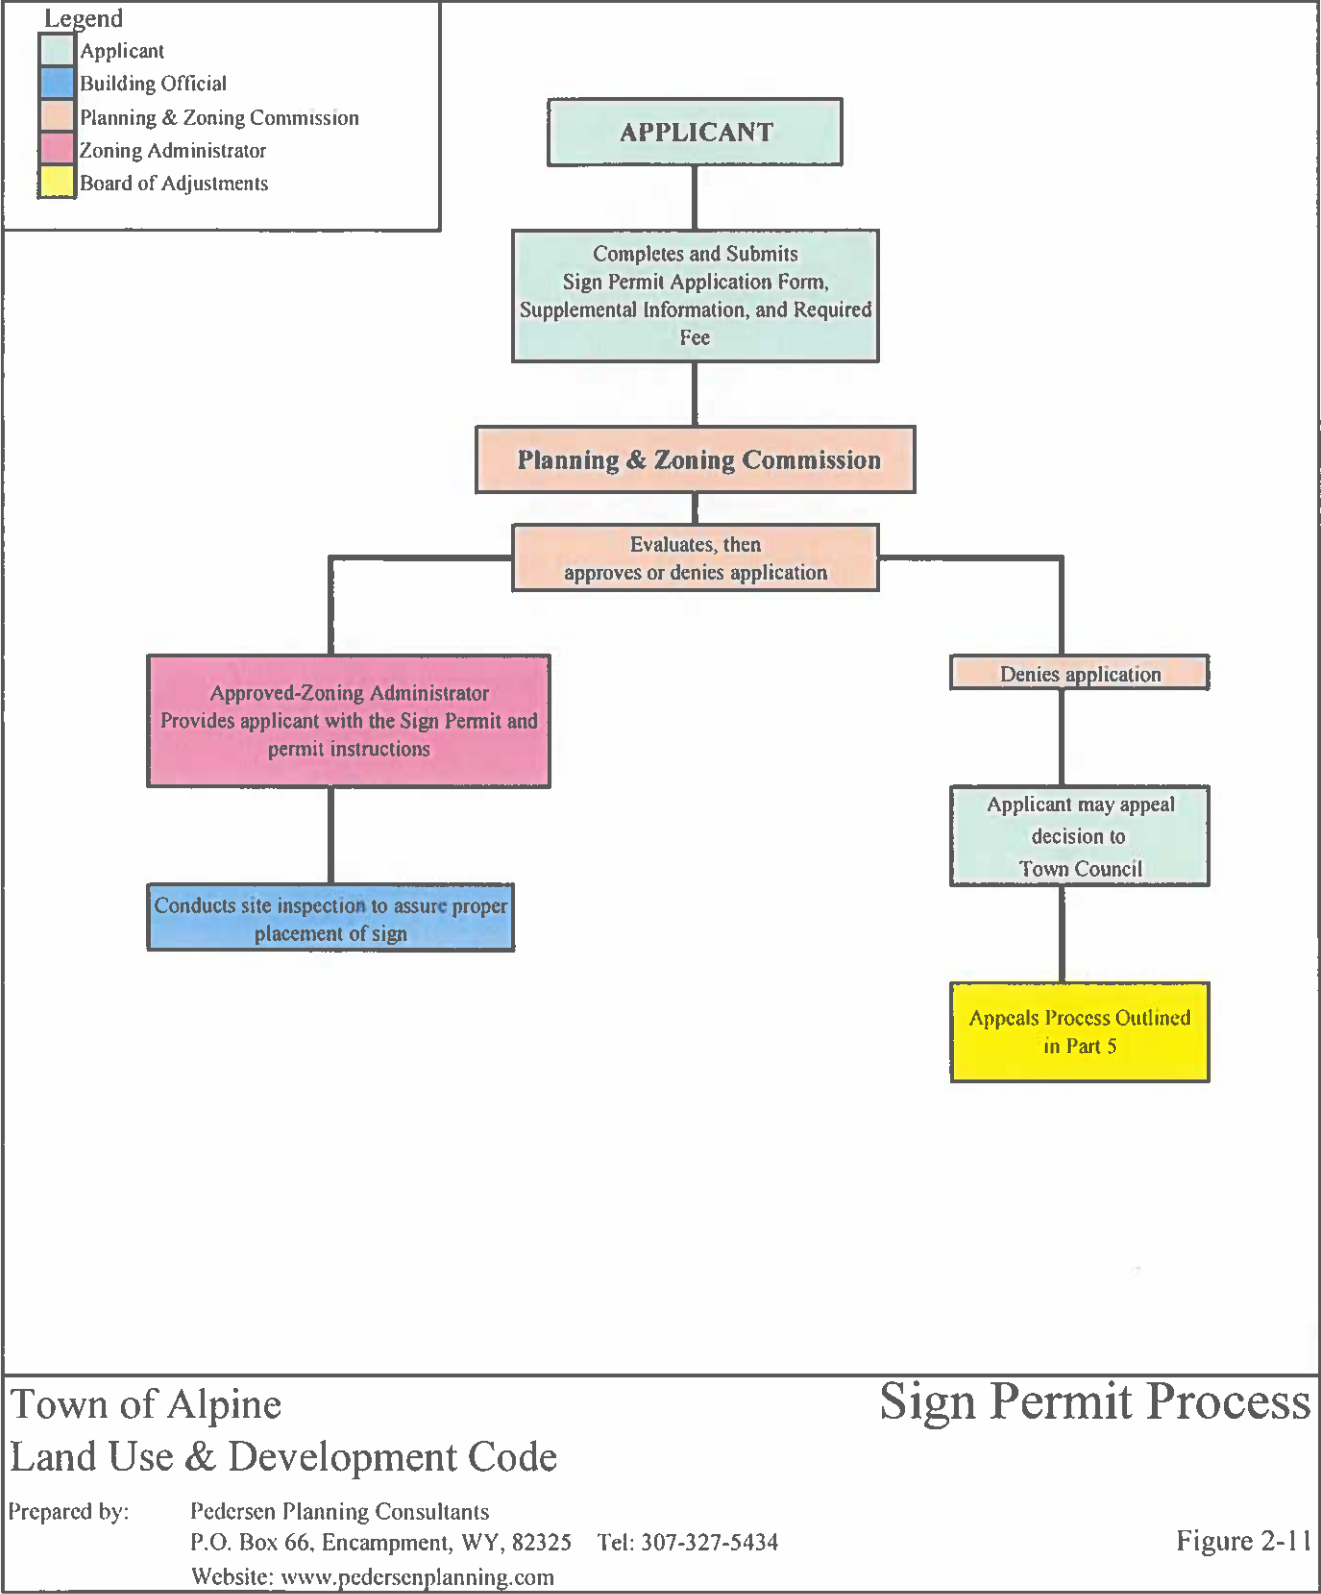 Legend
Applicant
Building Official
Planning & Zoning Commission
Zoning Administrator
Board of Adjustments
APPLICANT
Completes and Submits
Sign Permit Application Form,
Supplemental Information, and Required
Fee
Planning & Zoning Commission
Evaluates, then
approves or denies application
Approved-Zoning Administrator
Provides applicant with the Sign Permit and
permit instructions
Conducts site inspection to assure proper
placement of sign
Denies application
Applicant may appeal
decision to
Town Council
Appeals Process Outlined
in Part 5
Town of Alpine
Land Use & Development Code
Sign Permit Process
Prepared by: Pedersen Planning Consultants
P.O. Box 66, Encampment, WY, 82325 Tel: 307-327-5434
Website: www.pedersenplanning.com
Figure 2-11